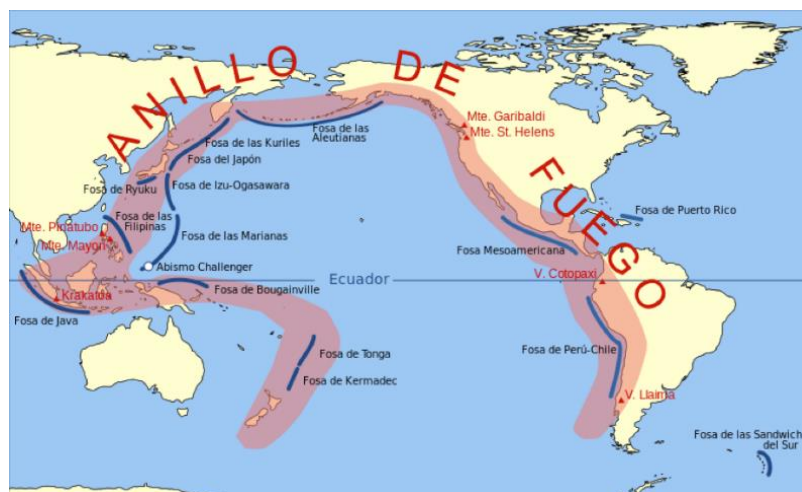 ANILLO DE FUEGO
Mte. Garibaldi
Mte. St. Helens
Fosa de las
Aleutianas
Fosa de las Kuriles
Fosa del Japón
Fosa de Ryuku
Fosa de Izu-Ogasawara
Fosa de las
Filipinas
Mte. Pinatubo
Mte. Mayon
Fosa de las Marianas
Fosa de Puerto Rico
Fosa Mesoamericana
Abismo Challenger
Ecuador
V. Cotopaxi
Krakatoa
Fosa de Bougainville
Fosa de Java
Fosa de Tonga
Fosa de Kermadec
Fosa de Perú-Chile
V. Llaima
Fosa de las Sandwich
del Sur